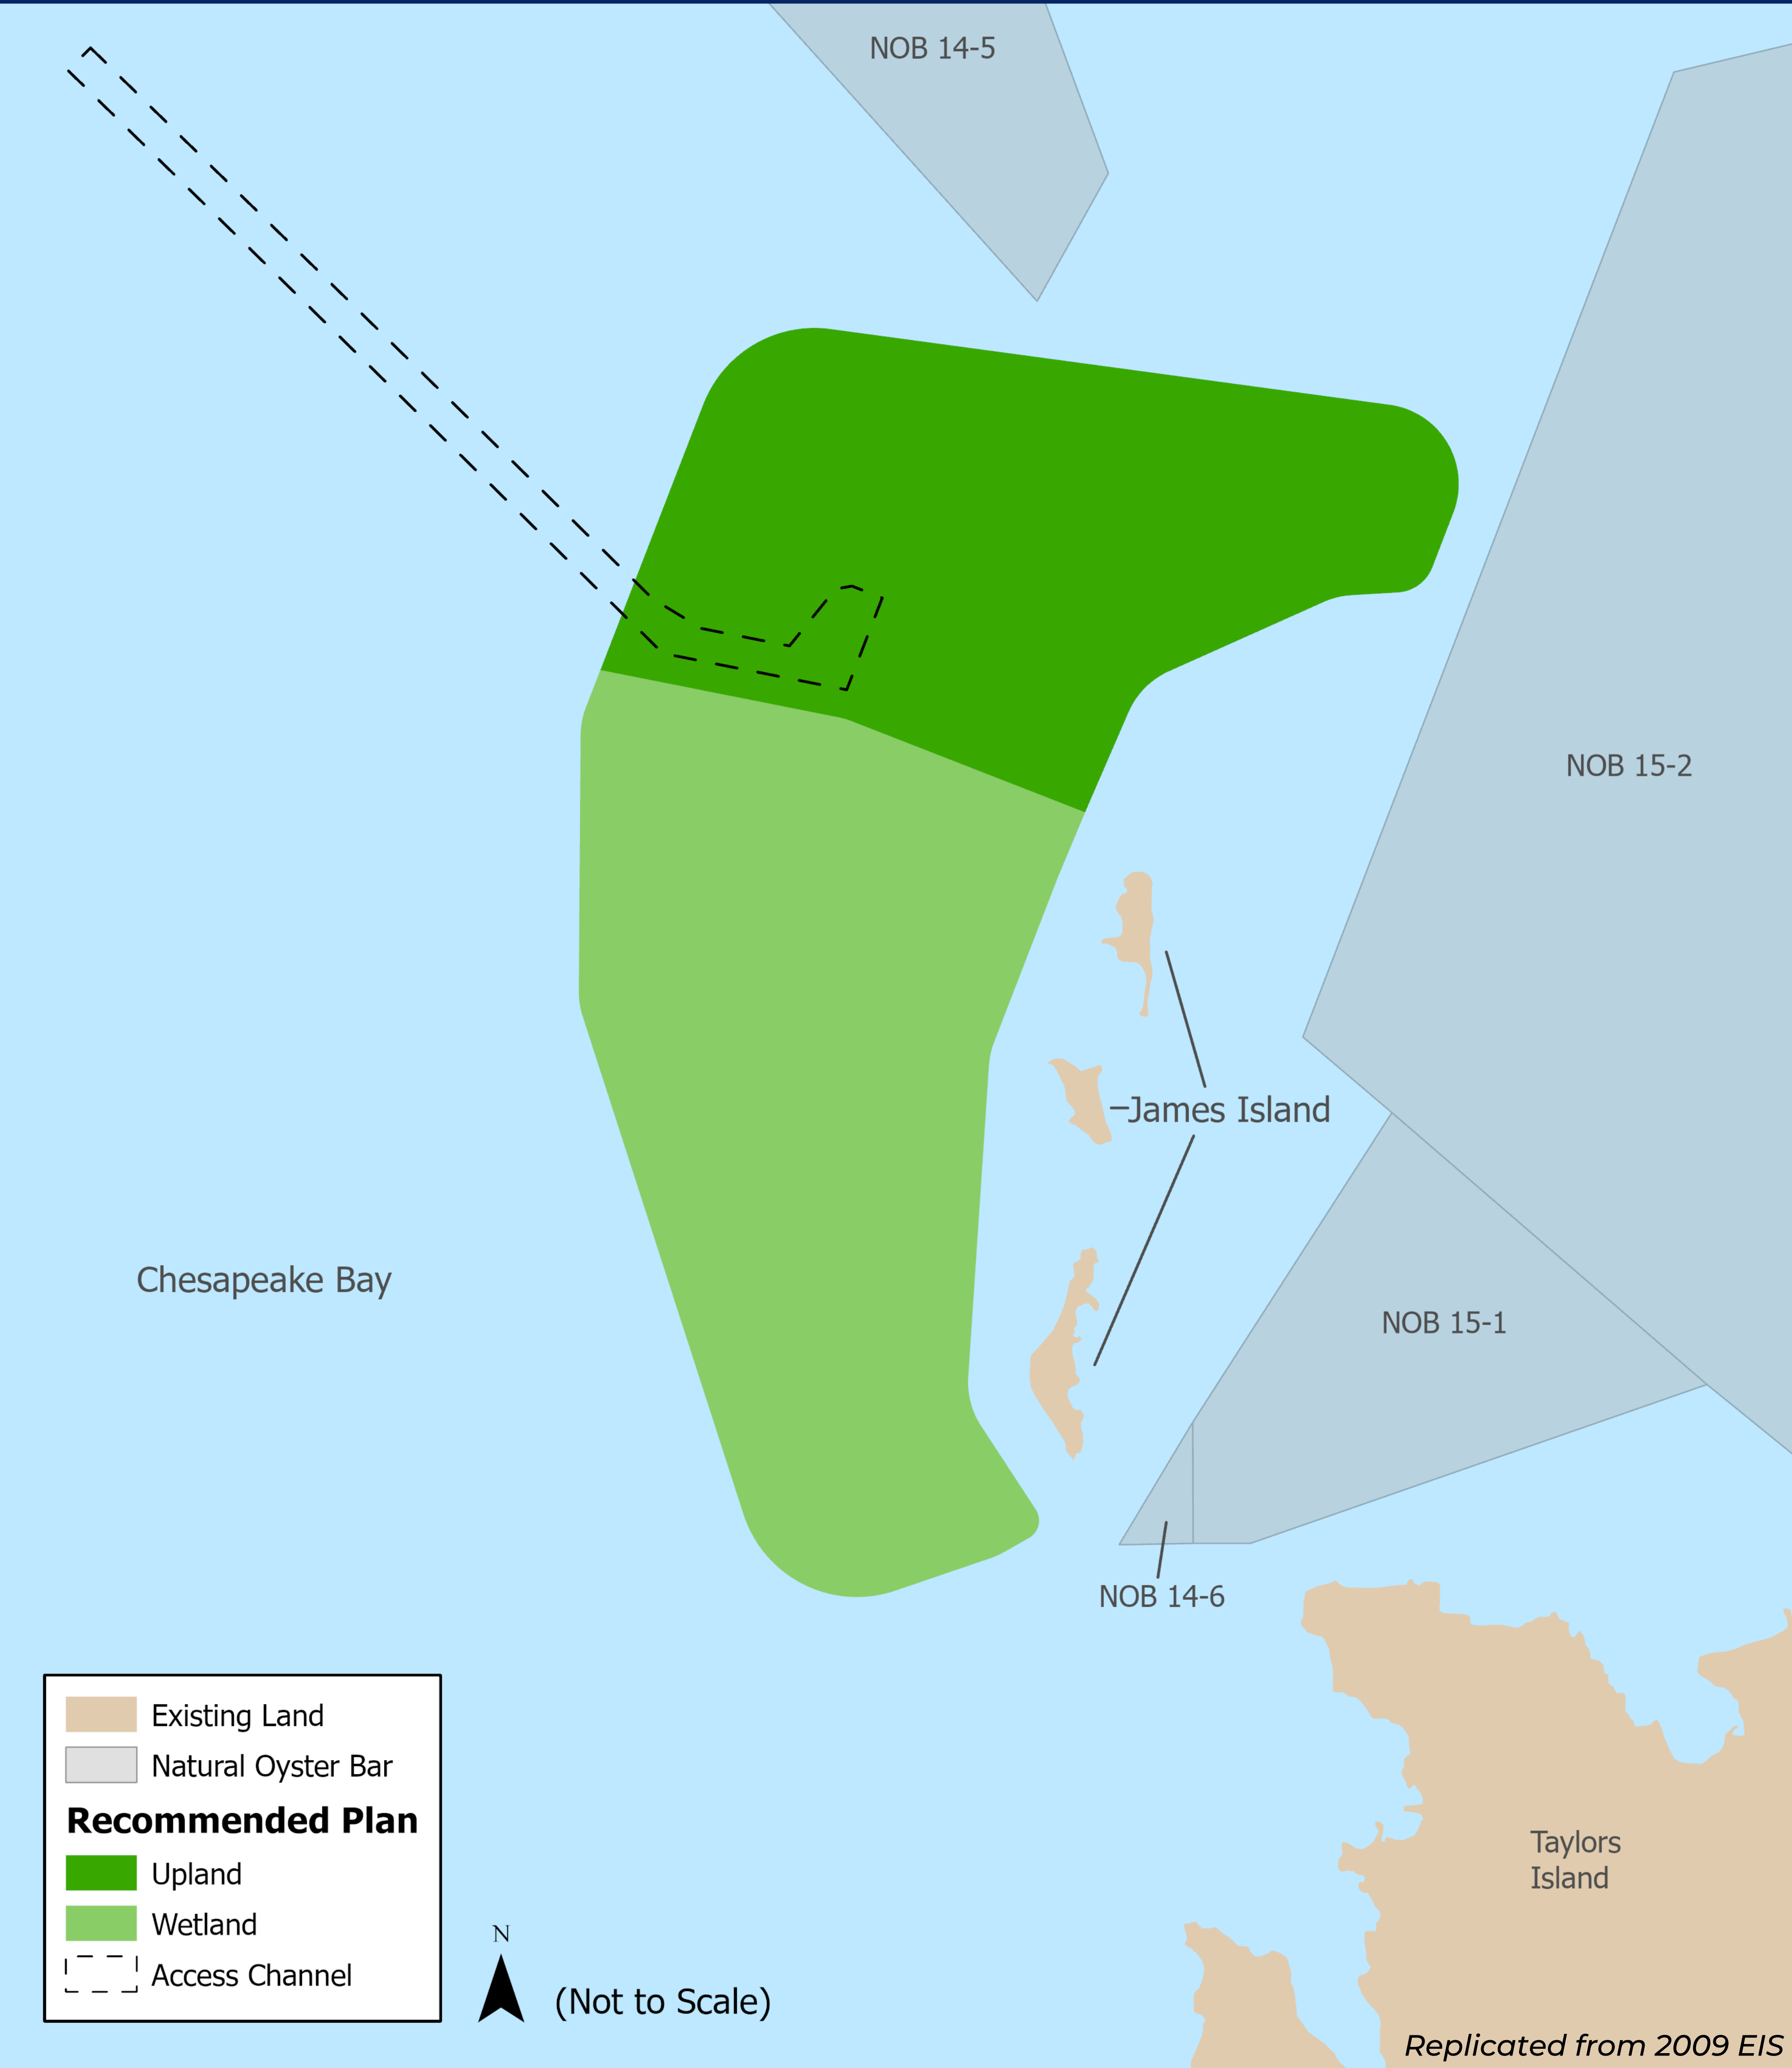 NOB 14-5
NOB 15-2
James Island
Chesapeake Bay
NOB 15-1
NOB 14-6
Existing Land
Natural Oyster Bar
Recommended Plan
Upland
Wetland
Access Channel
N
(Not to Scale)
Taylors
Island
Replicated from 2009 EIS